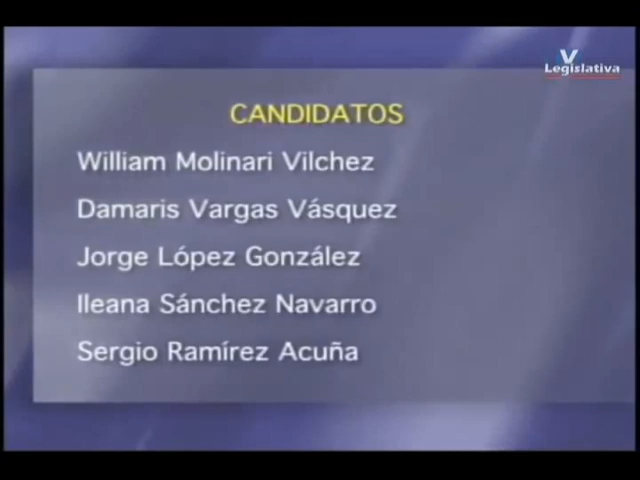 V
Legislativa
CANDIDATOS
William Molinari Vilchez
Damaris Vargas Vásquez
Jorge López González
Ileana Sánchez Navarro
Sergio Ramírez Acuña